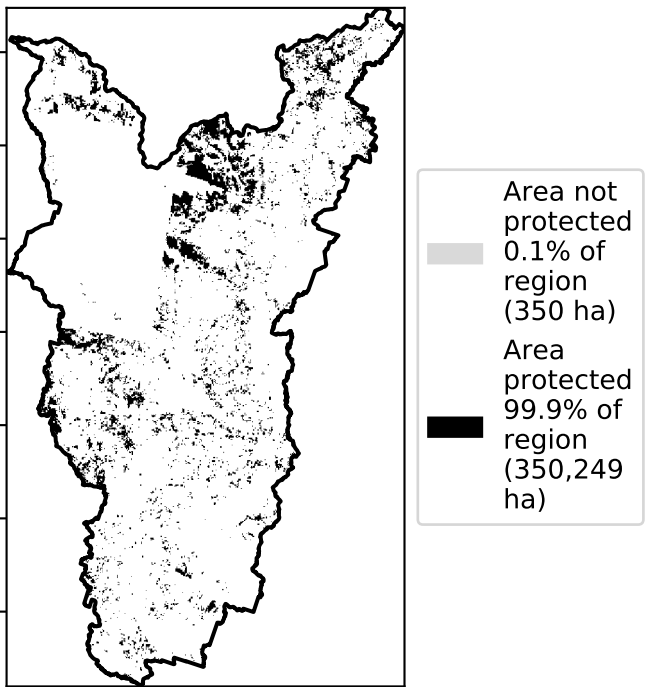 Area not
protected
0.1% of
region
(350 ha)
Area
protected
99.9% of
region
(350,249
ha)